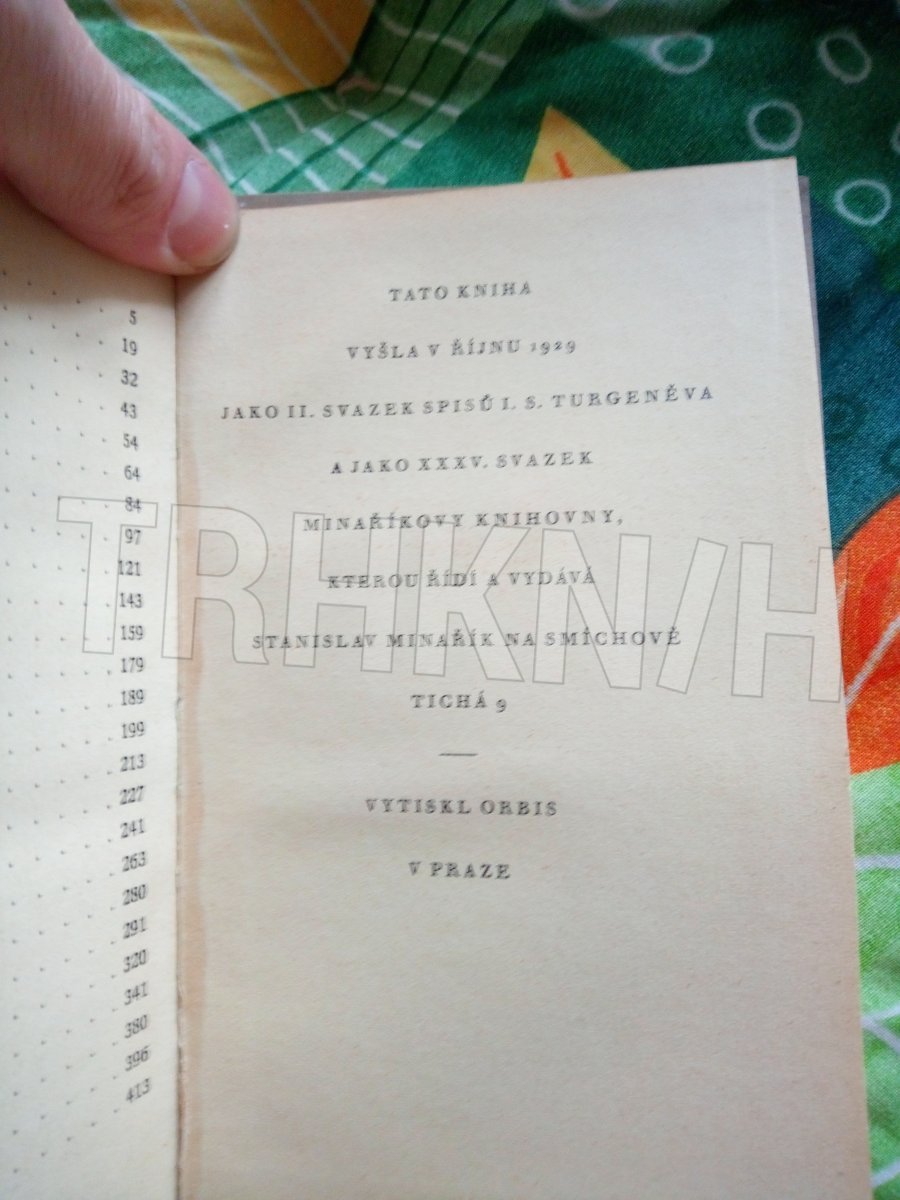 5
19
32
43
54
64
84
97
121
143
159
179
189
199
213
227
241
263
280
291
320
341
380
396
413
TATO KNIHA
VYŠLA V ŘÍJNU 1929
JAKO II. SVAZEK SPISŮ I. S. TURGENĚVA
A JAKO XXXV. SVAZEK
MINAŘÍKOVY KNIHOVNY,
KTEROU ŘÍDÍ A VYDÁVÁ
STANISLAV MINAŘÍK NA SMÍCHOVĚ
TICHÁ 9
VYTISKL ORBIS
V PRAZE
TRHKNIH